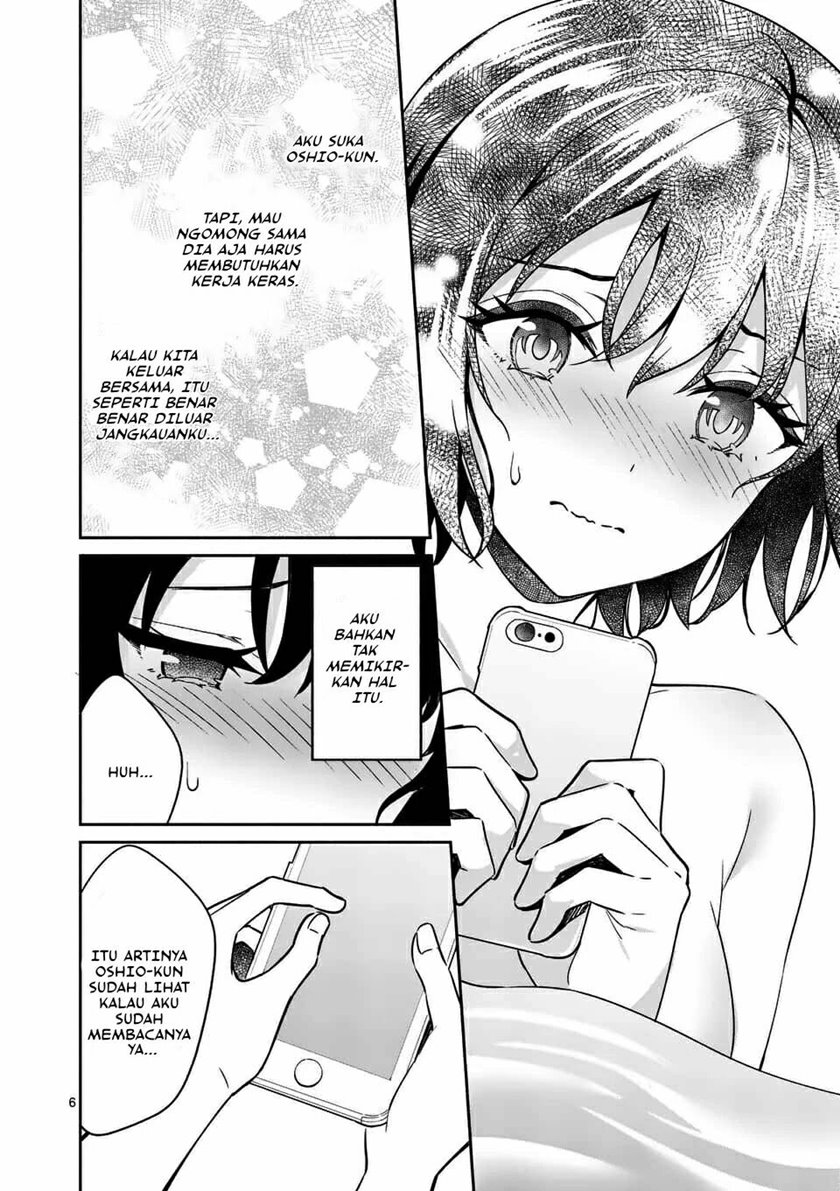 AKU SUKA
OSHIO-KUN.
TAPI, MAU
NGOMONG SAMA
DIA AJA HARUS
MEMBUTUHKAN
KERJA KERAS.
KALAU KITA
KELUAR
BERSAMA, ITU
SEPERTI BENAR
BENAR DILUAR
JANGKAUANKU...
AKU
BAHKAN
TAK
MEMIKIR-
KAN HAL
ITU.
HUH...
ITU ARTINYA
OSHIO-KUN
SUDAH LIHAT
KALAU AKU
SUDAH
MEMBACANYA
YA...
6